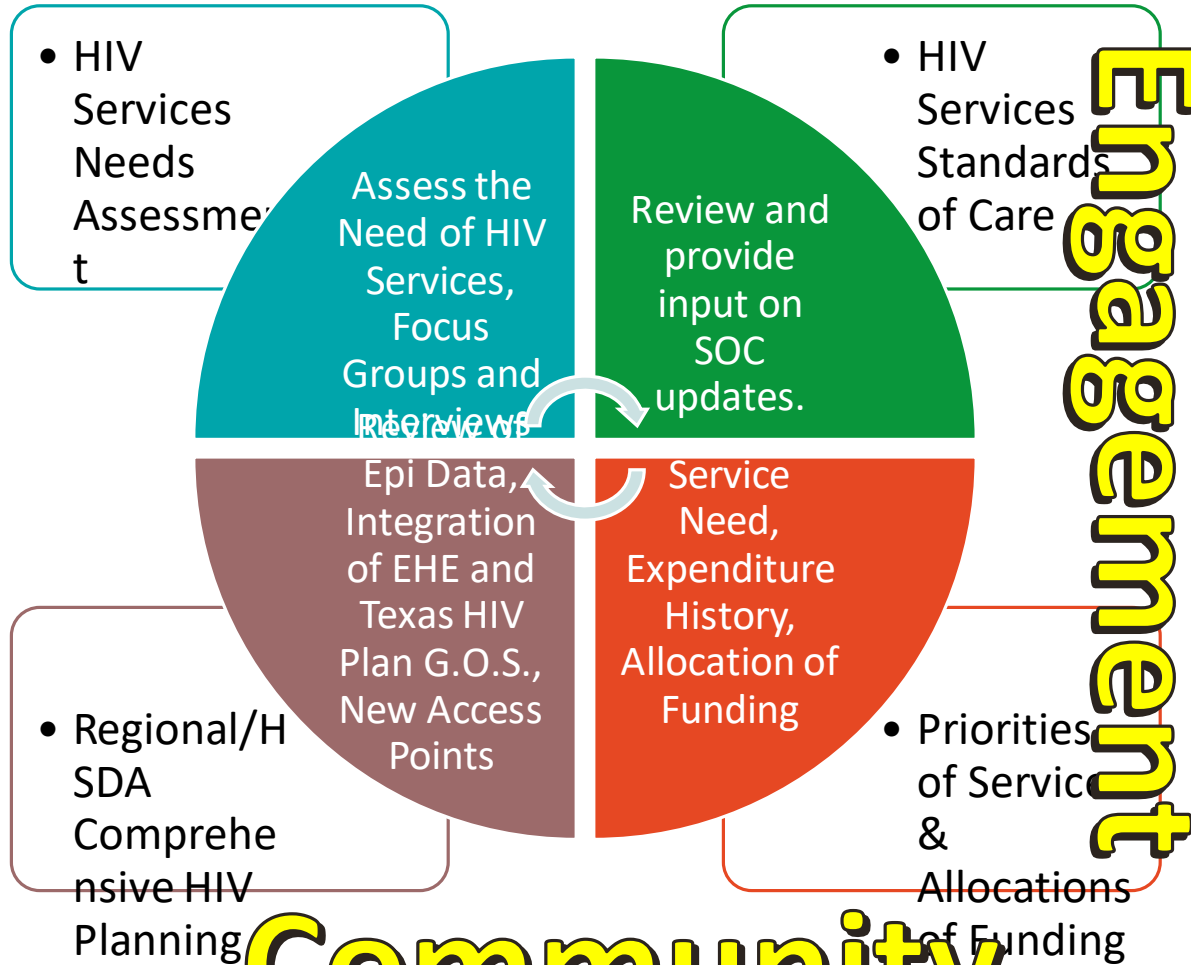 • HIV
Services
Needs
Assessmen
t
Assess the
Need of HIV
Services,
Focus
Groups and
Interviews
• HIV
Services
Standards
of Care
Review and
provide
input on
SOC
updates.
Review of
Epi Data,
Integration
of EHE and
Texas HIV
Plan G.O.S.,
New Access
Points
• Regional/H
SDA
Comprehe
nsive HIV
Planning
Service
Need,
Expenditure
History,
Allocation of
Funding
• Priorities
of Service
&
Allocations
of Funding
Community
Engagement